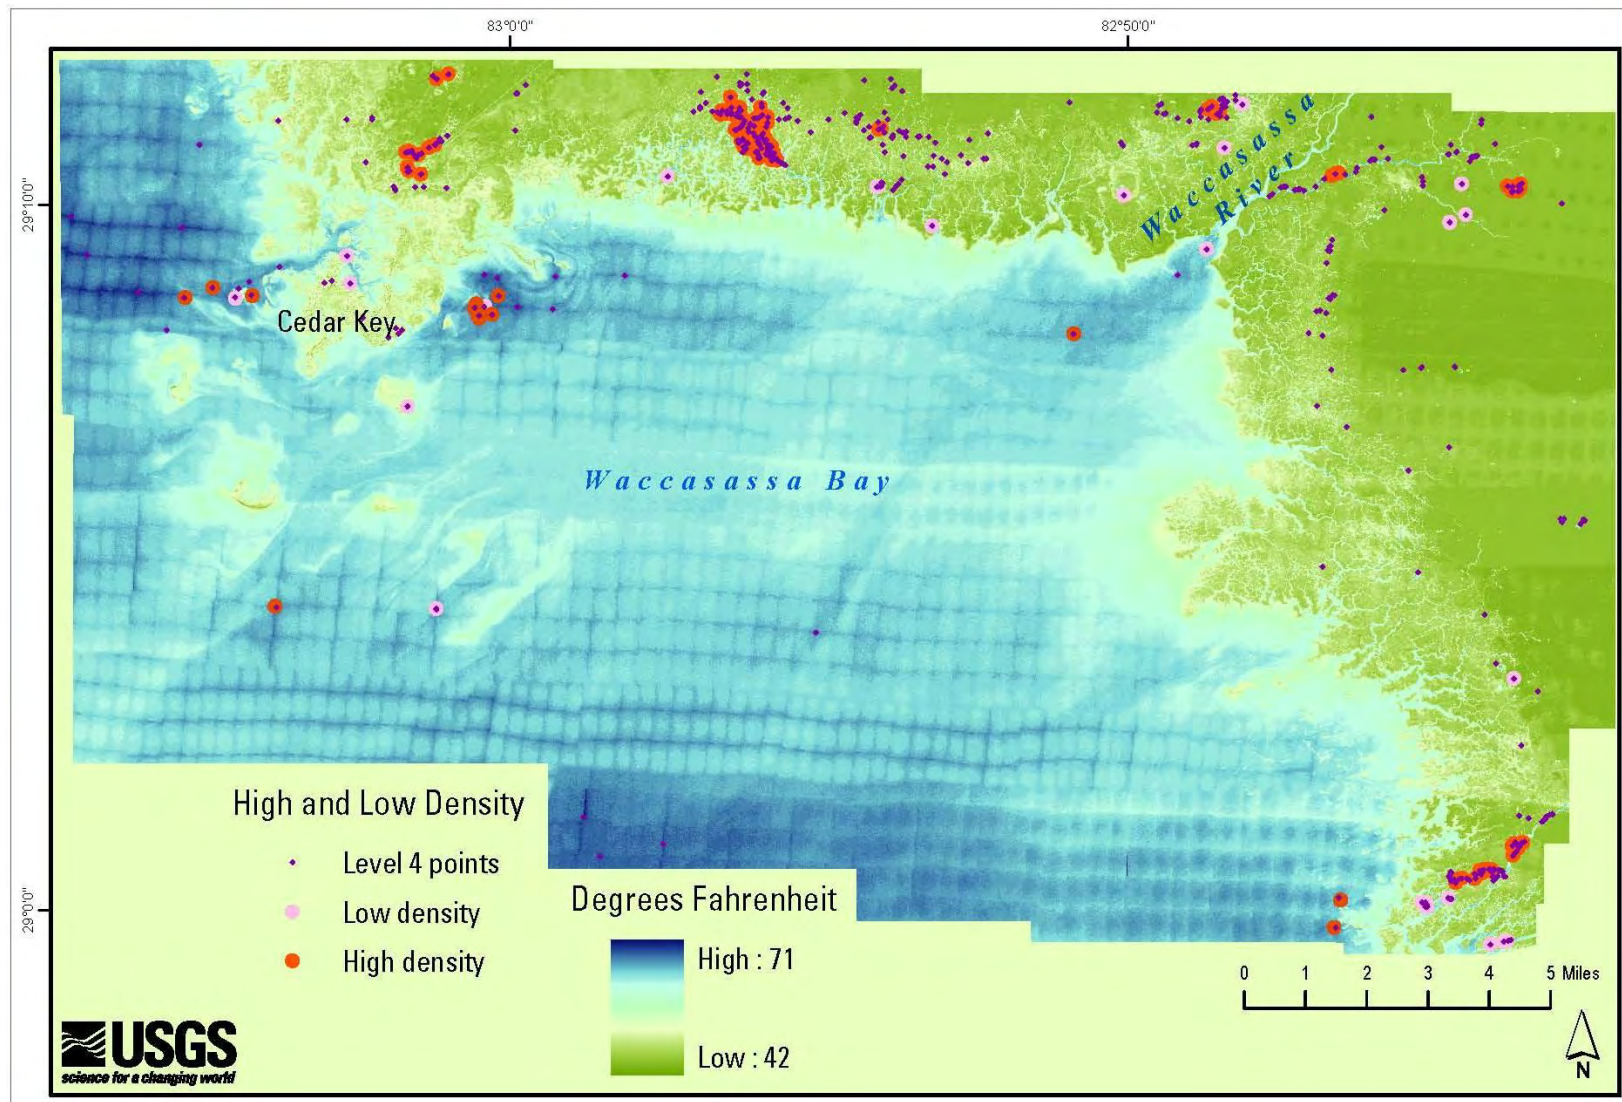 83°0'0"
82°50'0"
Waccasassa
River
29°10'0"
Cedar Key
Waccasassa Bay
High and Low Density
Level 4 points
Low density
High density
Degrees Fahrenheit
High : 71
Low : 42
29°0'0"
0 1 2 3 4 5 Miles
N
USGS
science for a changing world